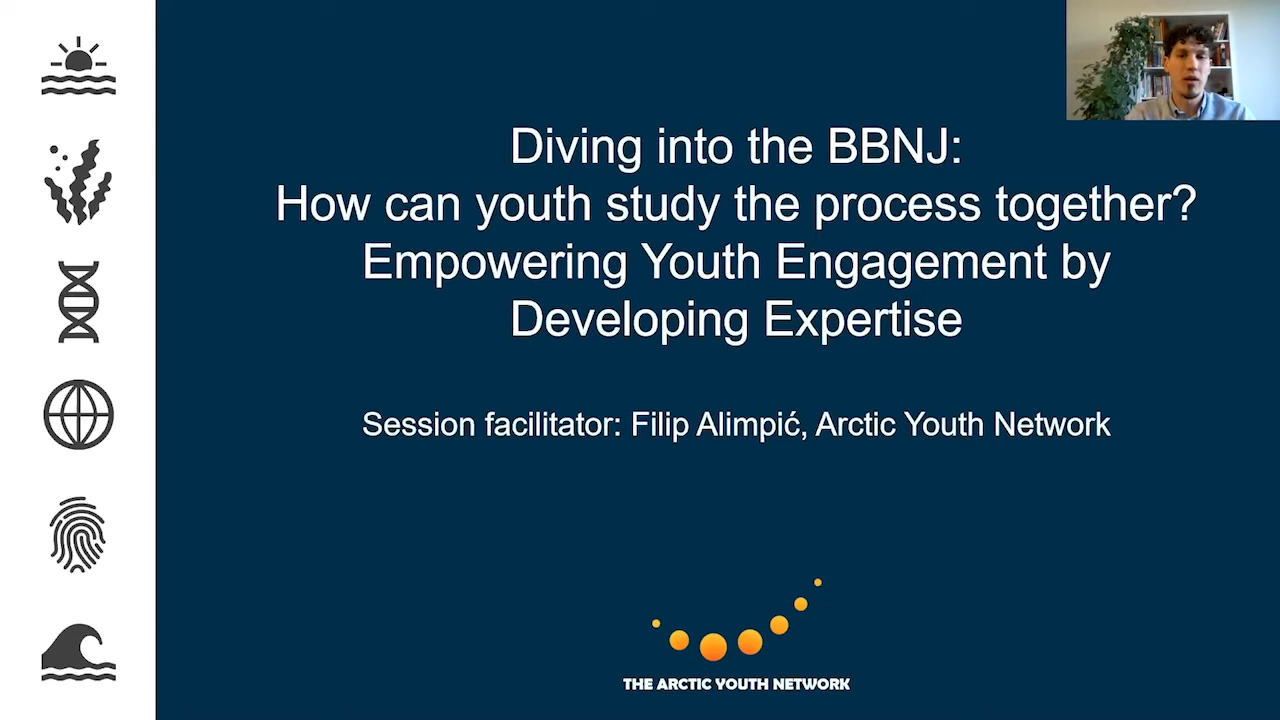 Diving into the BBNJ:
How can youth study the process together?
Empowering Youth Engagement by
Developing Expertise
Session facilitator: Filip Alimpić, Arctic Youth Network
THE ARCTIC YOUTH NETWORK